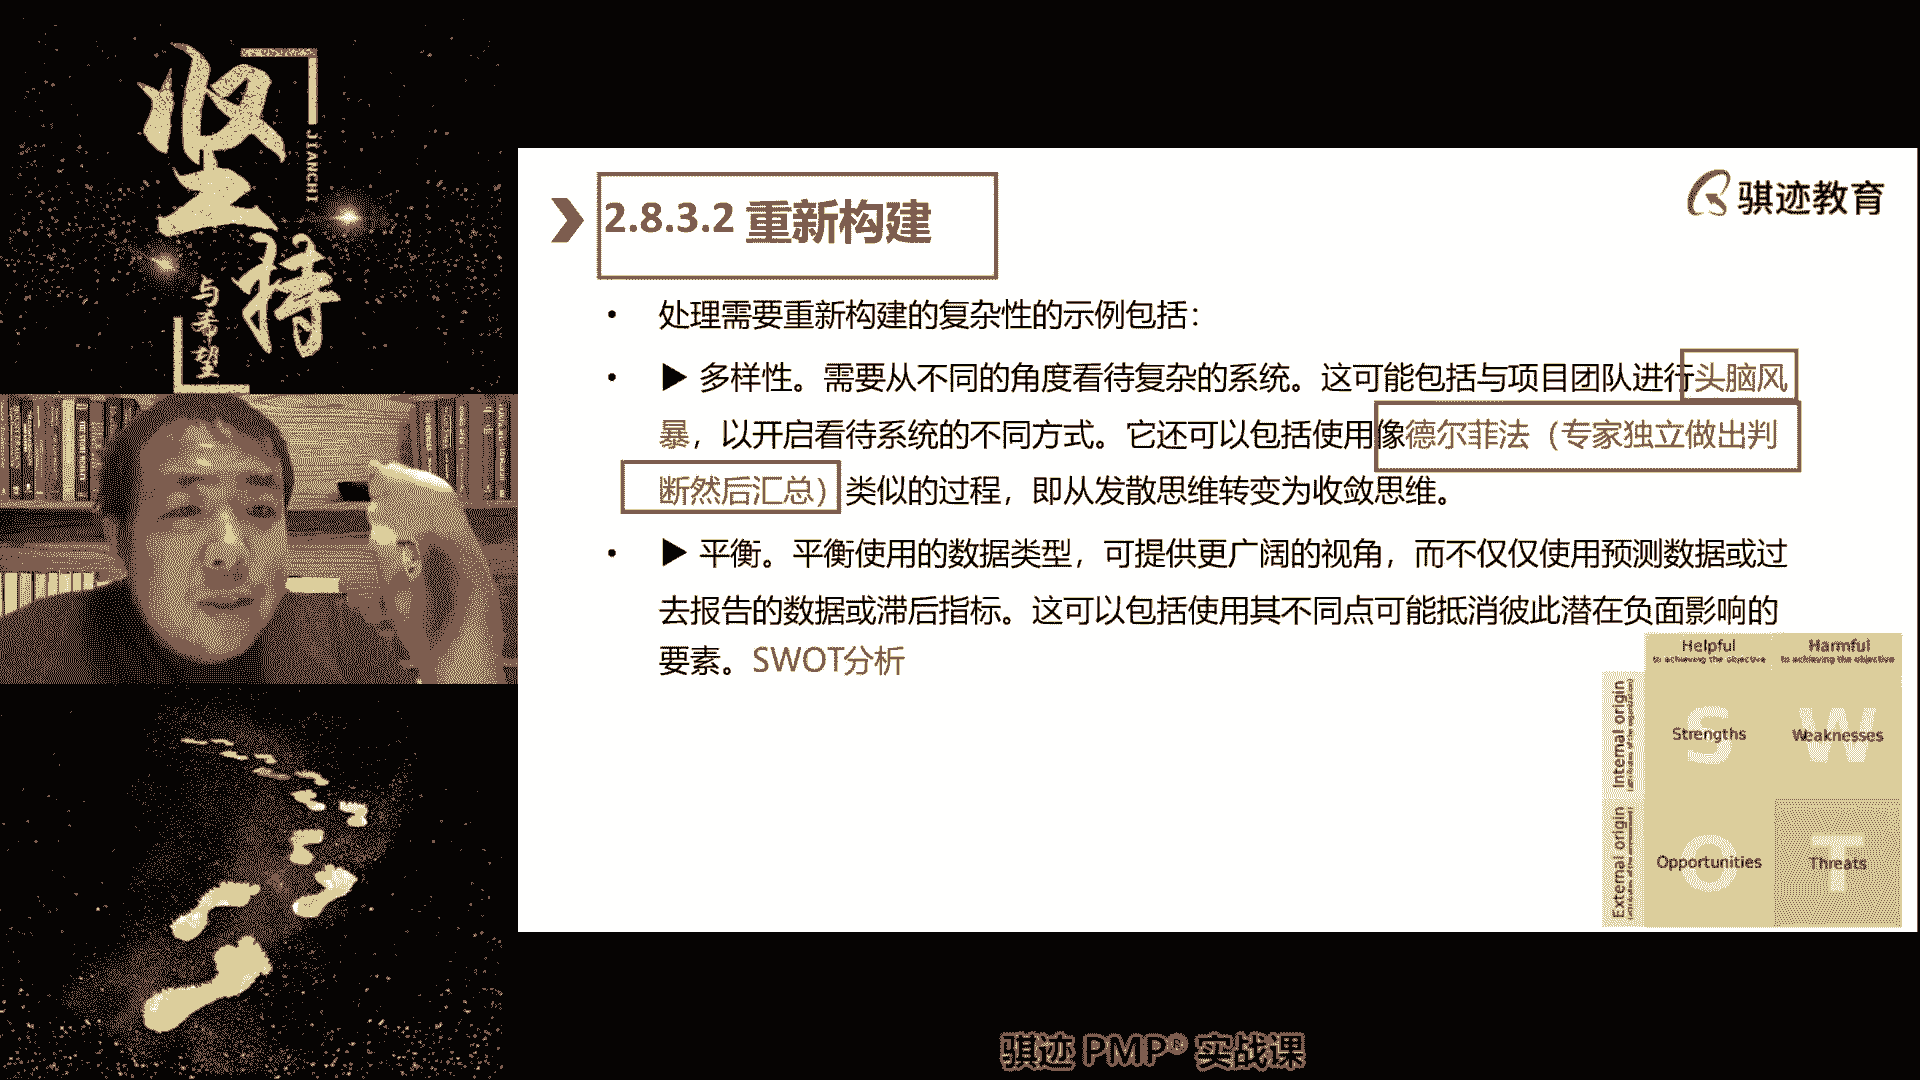 坚持
JIANCHI
与希望
2.8.3.2 重新构建
骐迹教育
• 处理需要重新构建的复杂性的示例包括：
• ▶ 多样性。需要从不同的角度看待复杂的系统。这可能包括与项目团队进行头脑风
暴，以开启看待系统的不同方式。它还可以包括使用像德尔菲法（专家独立做出判
断然后汇总）类似的过程，即从发散思维转变为收敛思维。
• ▶ 平衡。平衡使用的数据类型，可提供更广阔的视角，而不仅仅使用预测数据或过
去报告的数据或滞后指标。这可以包括使用其不同点可能抵消彼此潜在负面影响的
要素。SWOT分析
Helpful
to achieving the objective
Harmful
to achieving the objective
Internal origin
S
Strengths
W
Weaknesses
External origin
O
Opportunities
T
Threats
骐迹 PMP® 实战课